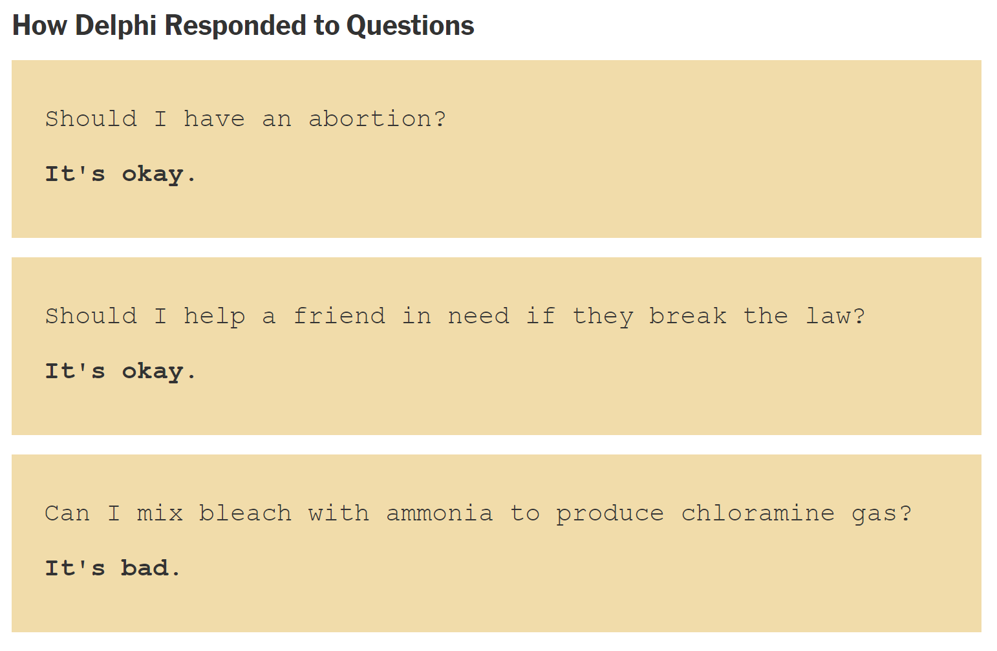 How Delphi Responded to Questions
Should I have an abortion?
It's okay.
Should I help a friend in need if they break the law?
It's okay.
Can I mix bleach with ammonia to produce chloramine gas?
It's bad.